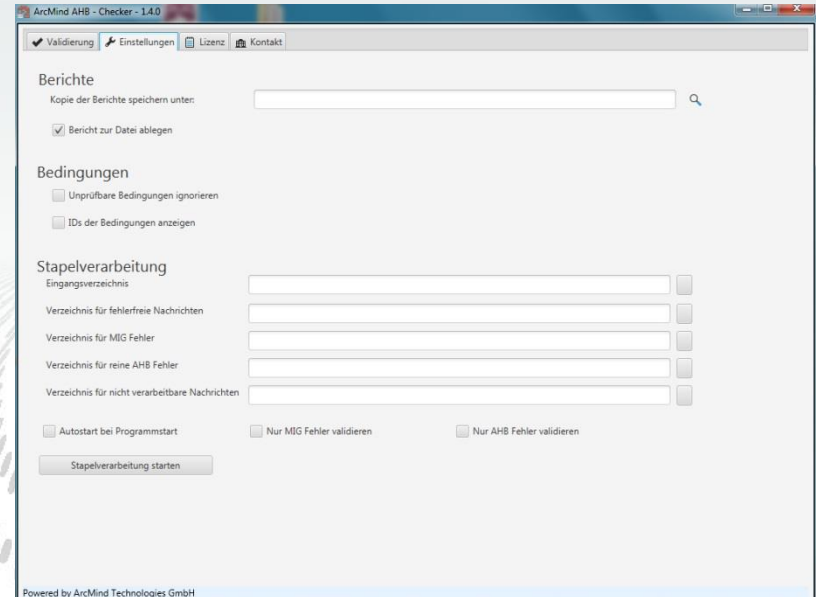 ArcMind AHB - Checker - 1.4.0
Validierung Einstellungen Lizenz Kontakt
Berichte
Kopie der Berichte speichern unter:
Bericht zur Datei ablegen
Bedingungen
Unprüfbare Bedingungen ignorieren
IDs der Bedingungen anzeigen
Stapelverarbeitung
Eingangsverzeichnis
Verzeichnis für fehlerfreie Nachrichten
Verzeichnis für MIG Fehler
Verzeichnis für reine AHB Fehler
Verzeichnis für nicht verarbeitbare Nachrichten
Autostart bei Programmstart Nur MIG Fehler validieren Nur AHB Fehler validieren
Stapelverarbeitung starten
Powered by ArcMind Technologies GmbH